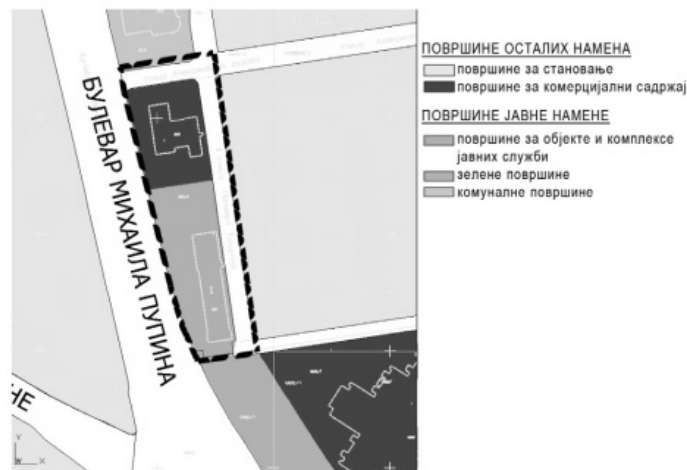 ПОВРШИНЕ ОСТАЛИХ НАМЕНА
површине за становање
површине за комерцијални садржај
ПОВРШИНЕ ЈАВНЕ НАМЕНЕ
површине за објекте и комплексе
јавних служби
зелене површине
комуналне површине
БУЛЕВАР МИХАИЛА ПУПИНА
НЕ
Y
W X